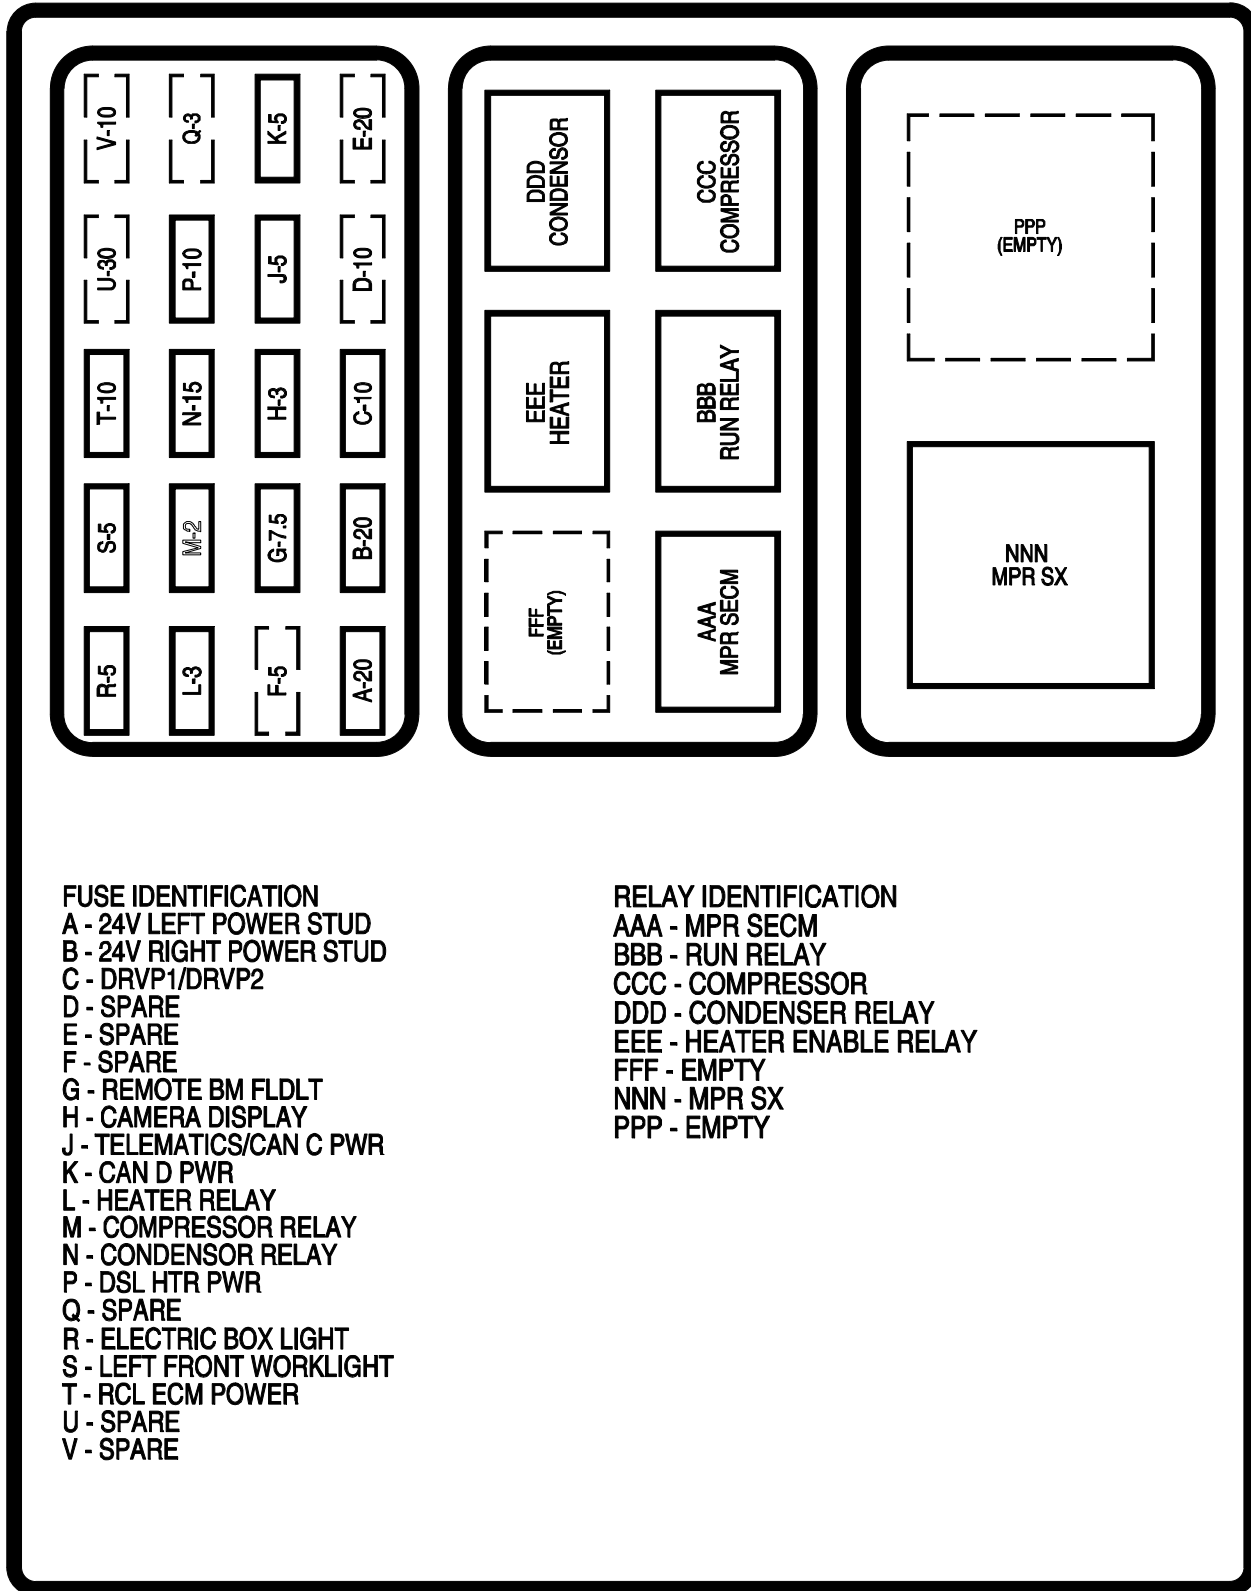 V-10
Q-3
K-5
E-20
U-30
P-10
J-5
D-10
T-10
N-15
H-3
C-10
S-5
M-2
G-7.5
B-20
R-5
L-3
F-5
A-20
DDD
CONDENSOR
CCC
COMPRESSOR
EEE
HEATER
BBB
RUN RELAY
FFF
(EMPTY)
AAA
MPR SECM
PPP
(EMPTY)
NNN
MPR SX
FUSE IDENTIFICATION
A - 24V LEFT POWER STUD
B - 24V RIGHT POWER STUD
C - DRVP1/DRVP2
D - SPARE
E - SPARE
F - SPARE
G - REMOTE BM FLDLT
H - CAMERA DISPLAY
J - TELEMATICS/CAN C PWR
K - CAN D PWR
L - HEATER RELAY
M - COMPRESSOR RELAY
N - CONDENSOR RELAY
P - DSL HTR PWR
Q - SPARE
R - ELECTRIC BOX LIGHT
S - LEFT FRONT WORKLIGHT
T - RCL ECM POWER
U - SPARE
V - SPARE
RELAY IDENTIFICATION
AAA - MPR SECM
BBB - RUN RELAY
CCC - COMPRESSOR
DDD - CONDENSER RELAY
EEE - HEATER ENABLE RELAY
FFF - EMPTY
NNN - MPR SX
PPP - EMPTY